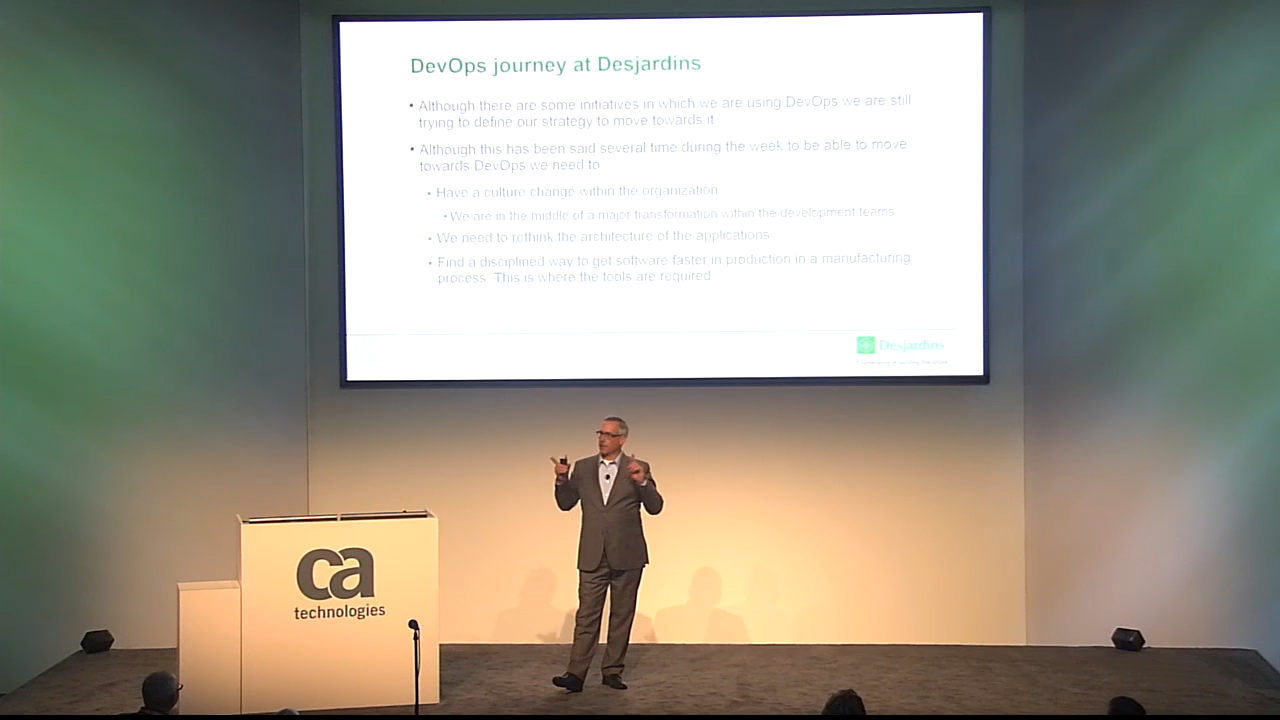 DevOps journey at Desjardins
• Although there are some initiatives in which we are using DevOps we are still
trying to define our strategy to move towards it
• Although this has been said several time during the week to be able to move
towards DevOps we need to
• Have a culture change within the organization
• We are in the middle of a major transformation within the development teams
• We need to rethink the architecture of the applications
• Find a disciplined way to get software faster in production in a manufacturing
process. This is where the tools are required
Desjardins
ca
technologies